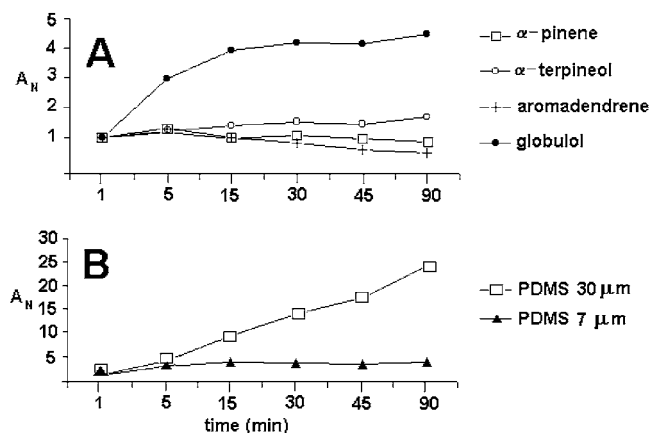 A
A_N
5
4
3
2
1
1 5 15 30 45 90
α-pinene
α-terpineol
aromadendrene
globulol
B
A_N
30
25
20
15
10
5
1 5 15 30 45 90
time (min)
PDMS 30 μm
PDMS 7 μm